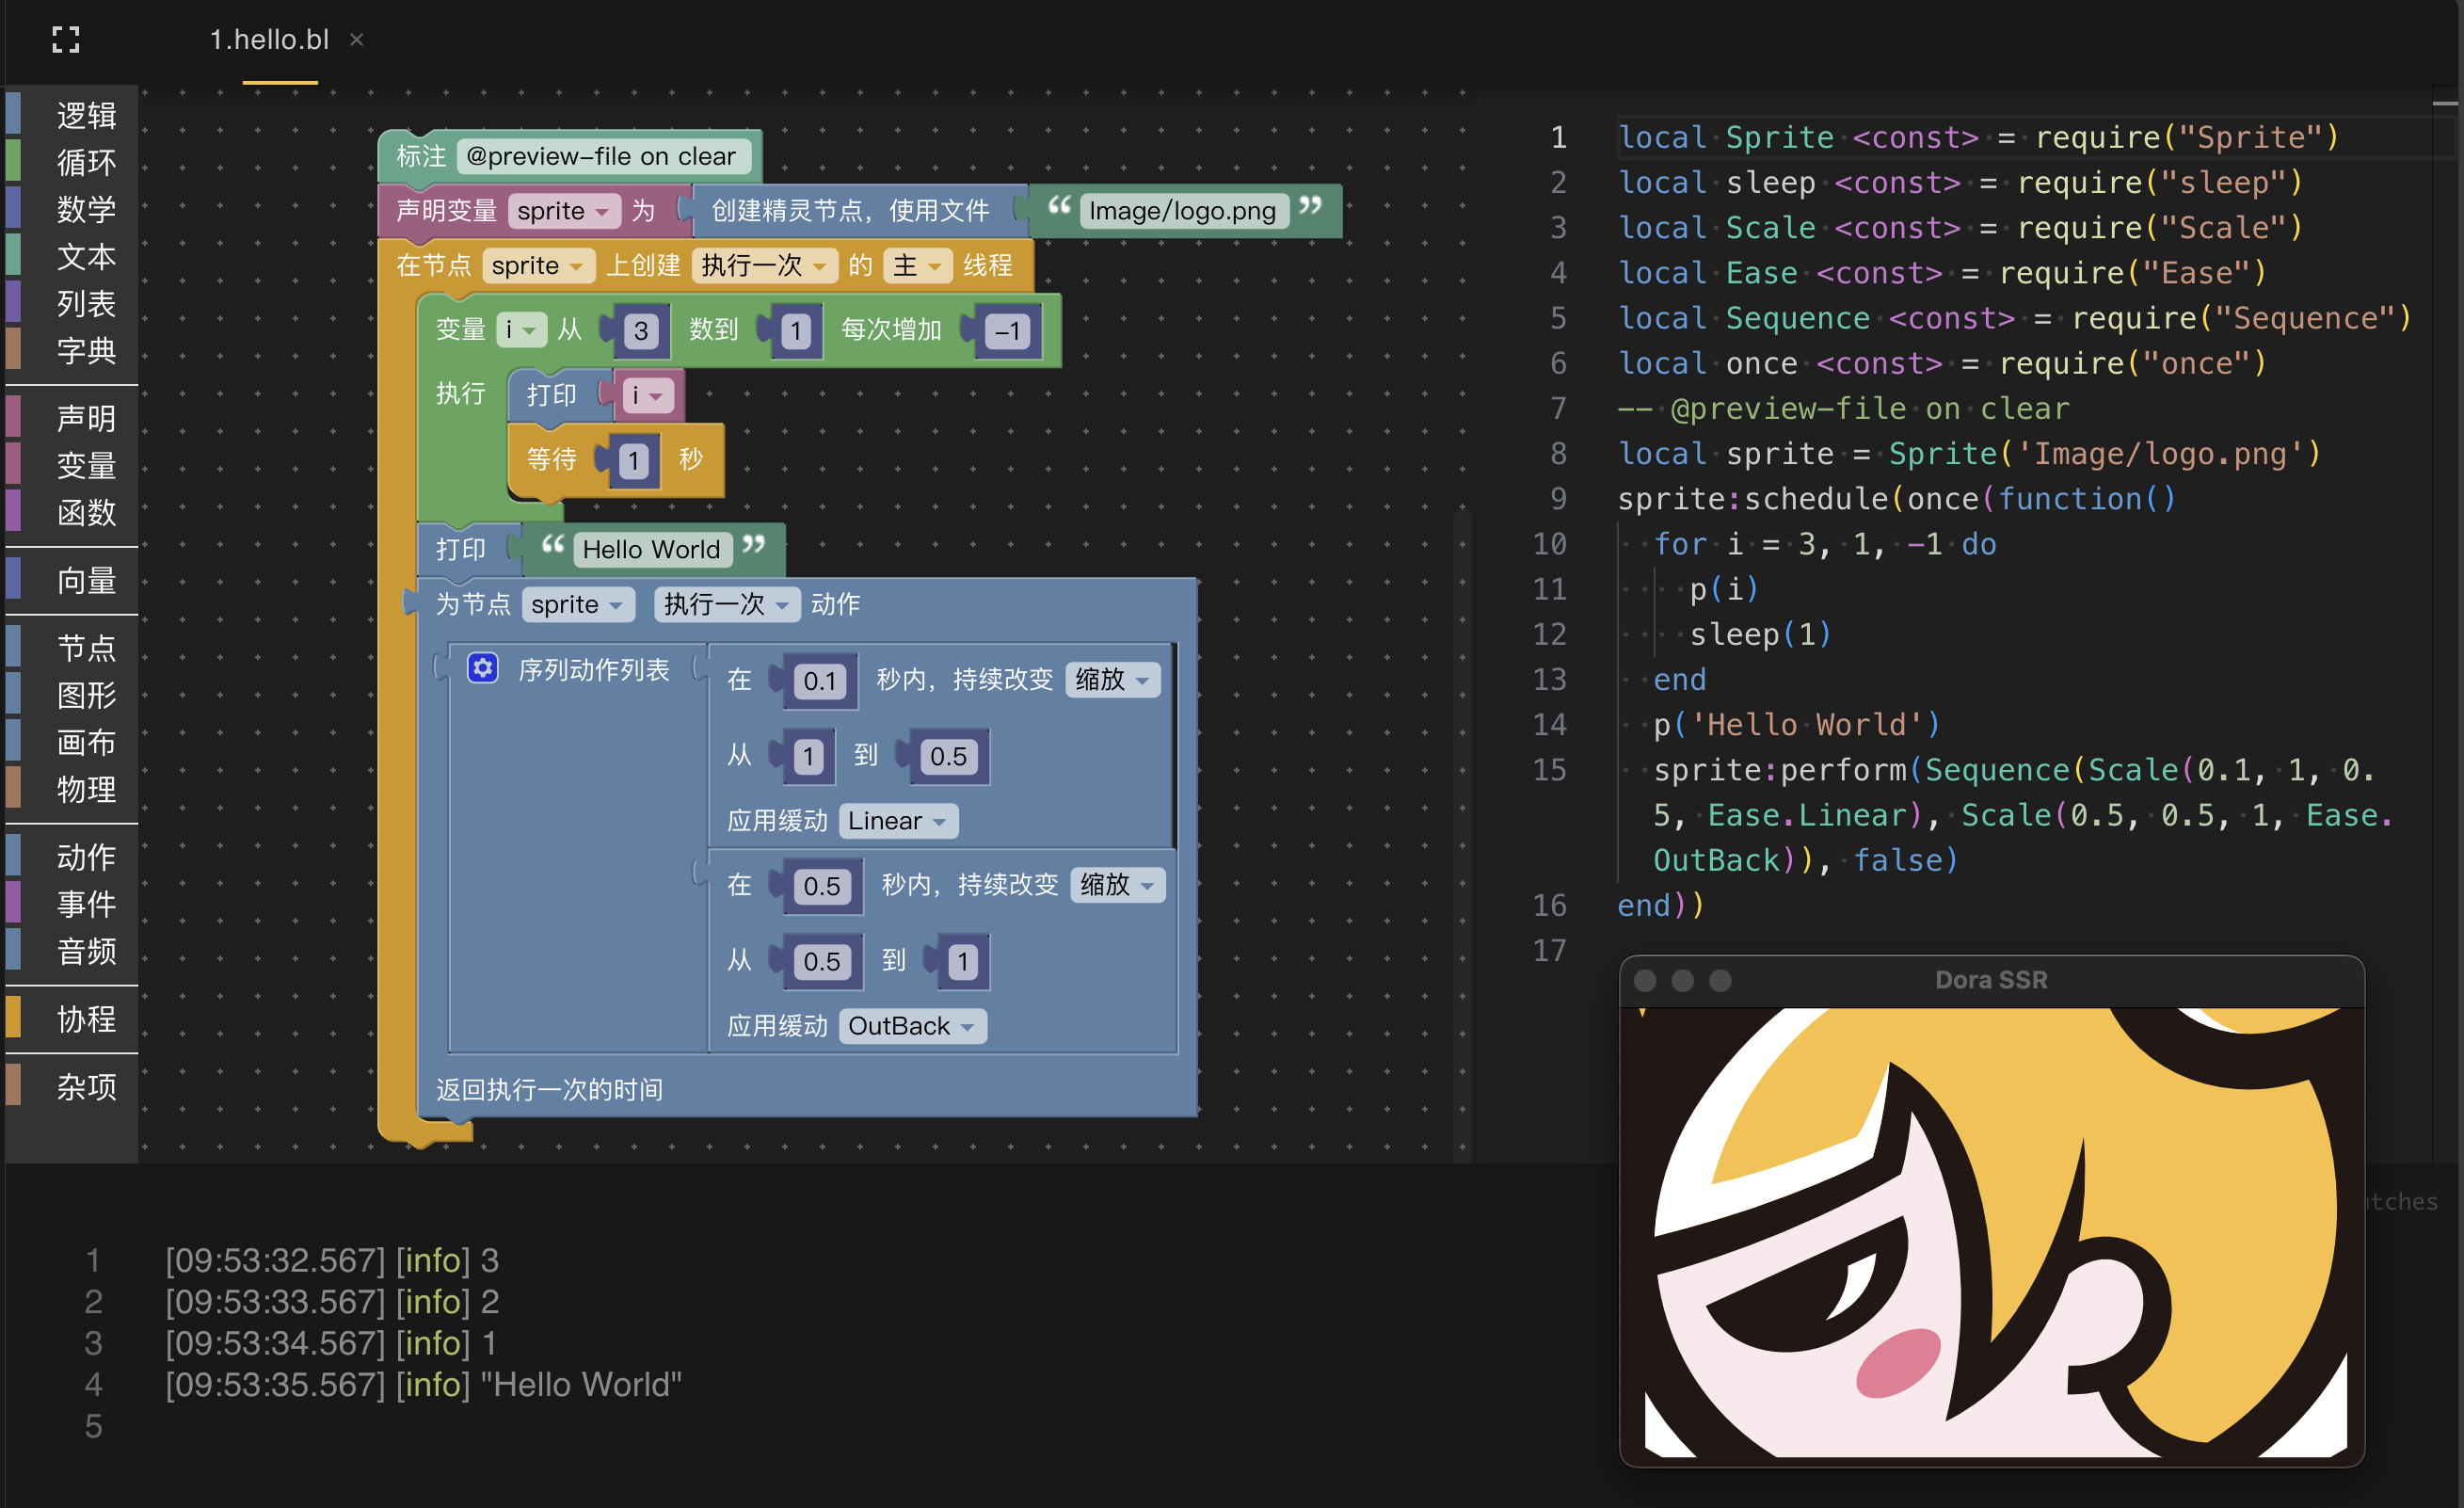 1.hello.bl ×
逻辑
循环
数学
文本
列表
字典
声明
变量
函数
向量
节点
图形
画布
物理
动作
事件
音频
协程
杂项
标注 @preview-file on clear
声明变量 sprite 为 创建精灵节点，使用文件 “ Image/logo.png ”
在节点 sprite 上创建 执行一次 的 主 线程
变量 i 从 3 数到 1 每次增加 -1
执行 打印 i
等待 1 秒
打印 “ Hello World ”
为节点 sprite 执行一次 动作
序列动作列表 在 0.1 秒内，持续改变 缩放
从 1 到 0.5
应用缓动 Linear
在 0.5 秒内，持续改变 缩放
从 0.5 到 1
应用缓动 OutBack
返回执行一次的时间
1 local Sprite <const> = require("Sprite")
2 local sleep <const> = require("sleep")
3 local Scale <const> = require("Scale")
4 local Ease <const> = require("Ease")
5 local Sequence <const> = require("Sequence")
6 local once <const> = require("once")
7 -- @preview-file on clear
8 local sprite = Sprite('Image/logo.png')
9 sprite:schedule(once(function()
10 for i = 3, 1, -1 do
11 p(i)
12 sleep(1)
13 end
14 p('Hello World')
15 sprite:perform(Sequence(Scale(0.1, 1, 0.
5, Ease.Linear), Scale(0.5, 0.5, 1, Ease.
OutBack)), false)
16 end))
17
Dora SSR
1 [09:53:32.567] [info] 3
2 [09:53:33.567] [info] 2
3 [09:53:34.567] [info] 1
4 [09:53:35.567] [info] "Hello World"
5